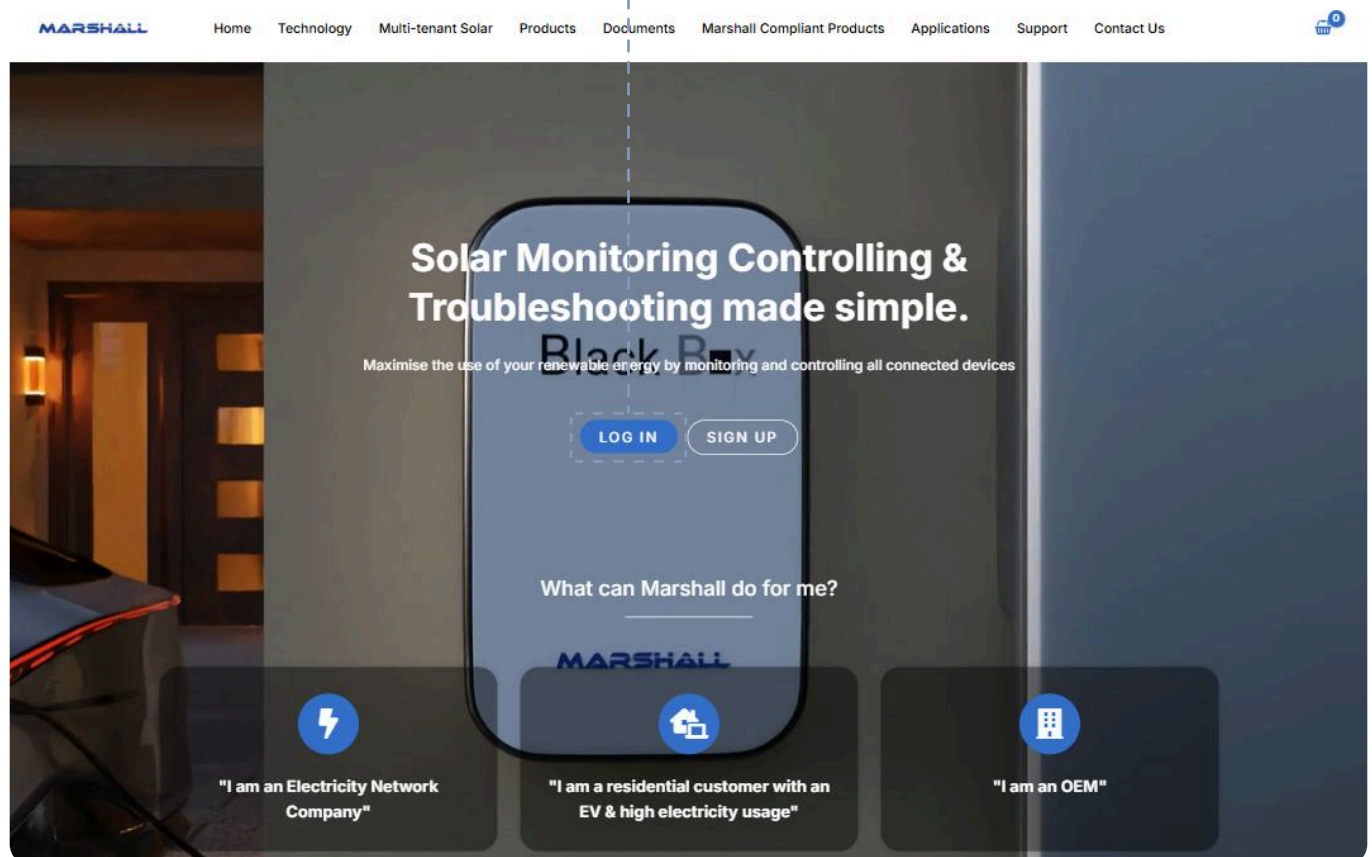 MARSHALL
Home
Technology
Multi-tenant Solar
Products
Documents
Marshall Compliant Products
Applications
Support
Contact Us
0
Solar Monitoring Controlling &
Troubleshooting made simple.
Black Box
Maximise the use of your renewable energy by monitoring and controlling all connected devices
LOG IN
SIGN UP
What can Marshall do for me?
MARSHALL
"I am an Electricity Network
Company"
"I am a residential customer with an
EV & high electricity usage"
"I am an OEM"